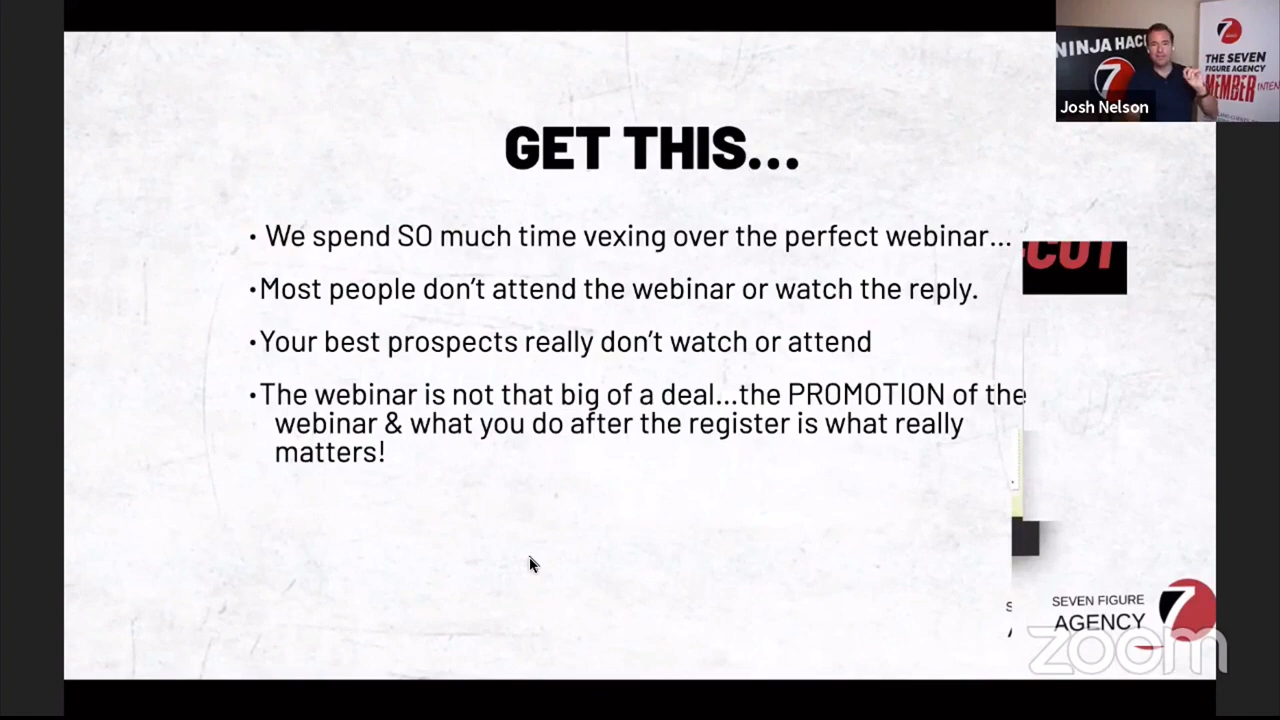 NINJA HACK
7
THE SEVEN
FIGURE AGENCY
MEMBER
INTEN
Josh Nelson
GET THIS...
• We spend SO much time vexing over the perfect webinar...
CUT
•Most people don't attend the webinar or watch the reply.
•Your best prospects really don't watch or attend
•The webinar is not that big of a deal...the PROMOTION of the
webinar & what you do after the register is what really
matters!
SEVEN FIGURE
AGENCY
7
zoom